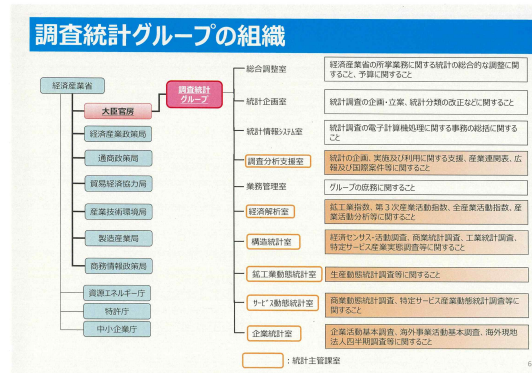 調査統計グループの組織
経済産業省
大臣官房
経済産業政策局
通商政策局
貿易経済協力局
産業技術環境局
製造産業局
商務情報政策局
資源エネルギー庁
特許庁
中小企業庁
調査統計
グループ
総合調整室
経済産業省の所掌業務に関する統計の総合的な調整に関
すること、予算に関すること
統計企画室
統計調査の企画・立案、統計分類の改正などに関すること
統計情報システム室
統計調査の電子計算機処理に関する事務の総括に関する
こと
調査分析支援室
統計の企画、実施及び利用に関する支援、産業連関表、広
報及び国際案件等に関すること
業務管理室
グループの庶務に関すること
経済解析室
鉱工業指数、第3次産業活動指数、全産業活動指数、産
業活動分析等に関すること
構造統計室
経済センサス‐活動調査、商業統計調査、工業統計調査、
特定サービス産業実態調査等に関すること
鉱工業動態統計室
生産動態統計調査等に関すること
サービス動態統計室
商業動態統計調査、特定サービス産業動態統計調査等に
関すること
企業統計室
企業活動基本調査、海外事業活動基本調査、海外現地
法人四半期調査等に関すること
:統計主管課室
6